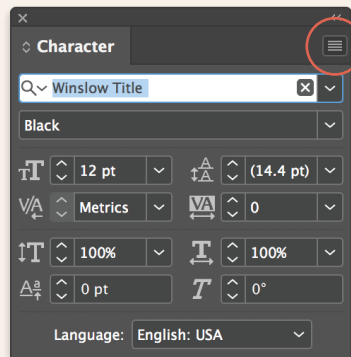 Character
Winslow Title
Black
12 pt (14.4 pt)
Metrics 0
100% 100%
0 pt 0°
Language: English: USA